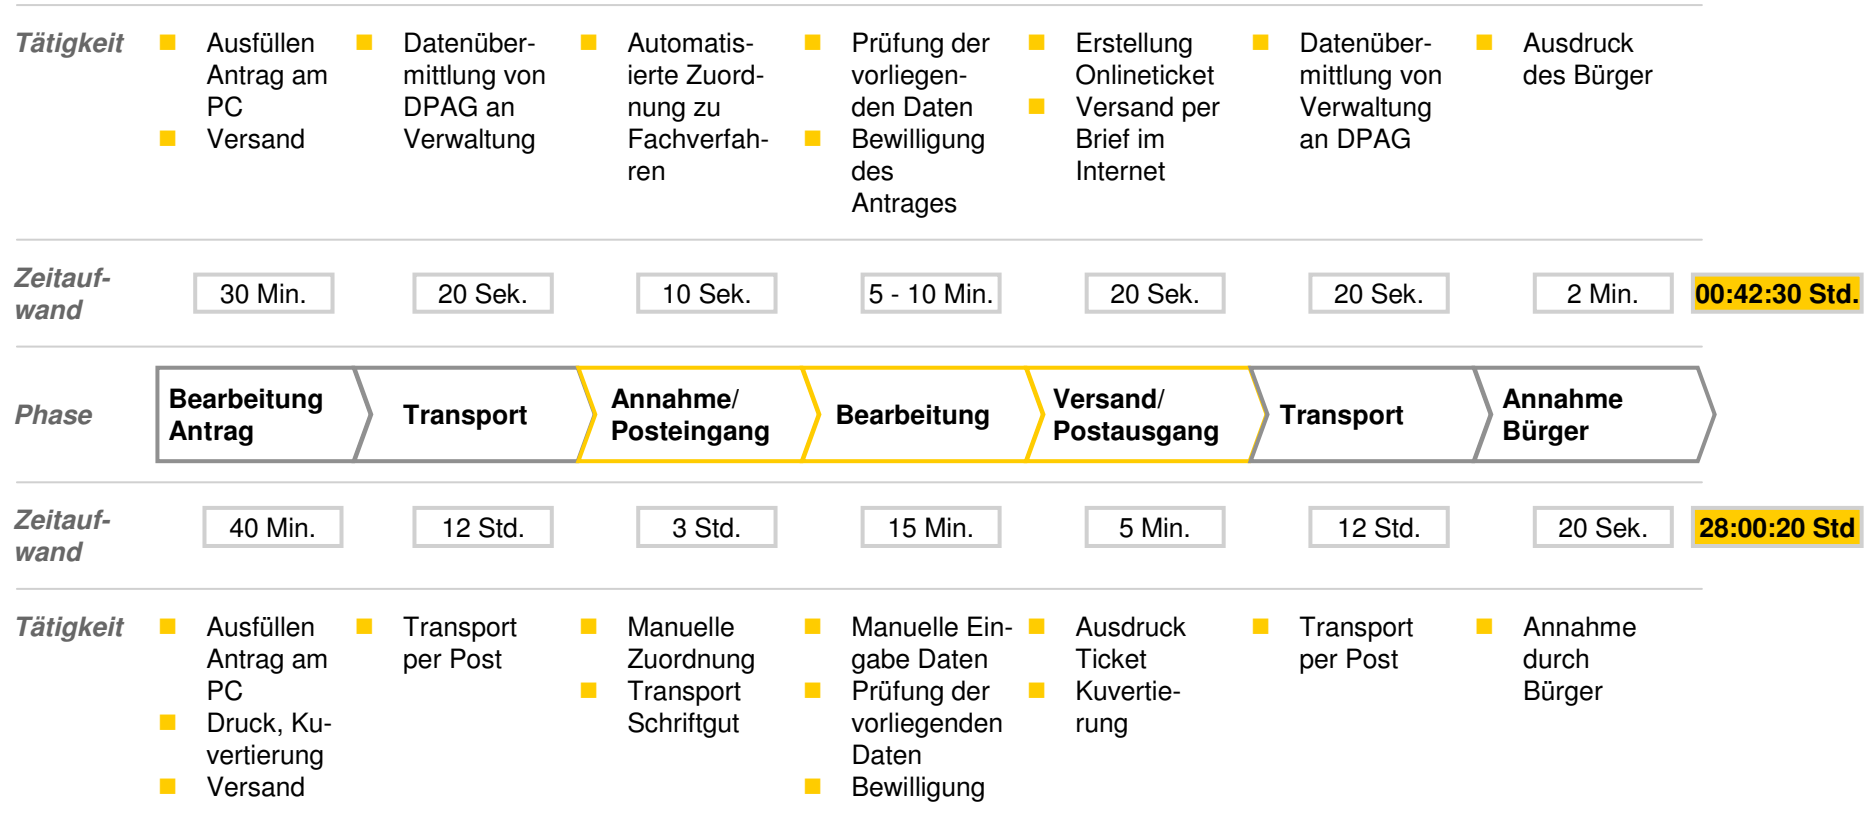 Tätigkeit
Ausfüllen
Antrag am
PC
Versand
Datenüber-
mittlung von
DPAG an
Verwaltung
Automatis-
ierte Zuord-
nung zu
Fachverfah-
ren
Prüfung der
vorliegen-
den Daten
Bewilligung
des
Antrages
Erstellung
Onlineticket
Versand per
Brief im
Internet
Datenüber-
mittlung von
Verwaltung
an DPAG
Ausdruck
des Bürger
Zeitauf-
wand
30 Min.
20 Sek.
10 Sek.
5 - 10 Min.
20 Sek.
20 Sek.
2 Min.
00:42:30 Std.
Phase
Bearbeitung
Antrag
Transport
Annahme/
Posteingang
Bearbeitung
Versand/
Postausgang
Transport
Annahme
Bürger
Zeitauf-
wand
40 Min.
12 Std.
3 Std.
15 Min.
5 Min.
12 Std.
20 Sek.
28:00:20 Std
Tätigkeit
Ausfüllen
Antrag am
PC
Druck, Ku-
vertierung
Versand
Transport
per Post
Manuelle
Zuordnung
Transport
Schriftgut
Manuelle Ein-
gabe Daten
Prüfung der
vorliegenden
Daten
Bewilligung
Ausdruck
Ticket
Kuvertie-
rung
Transport
per Post
Annahme
durch
Bürger